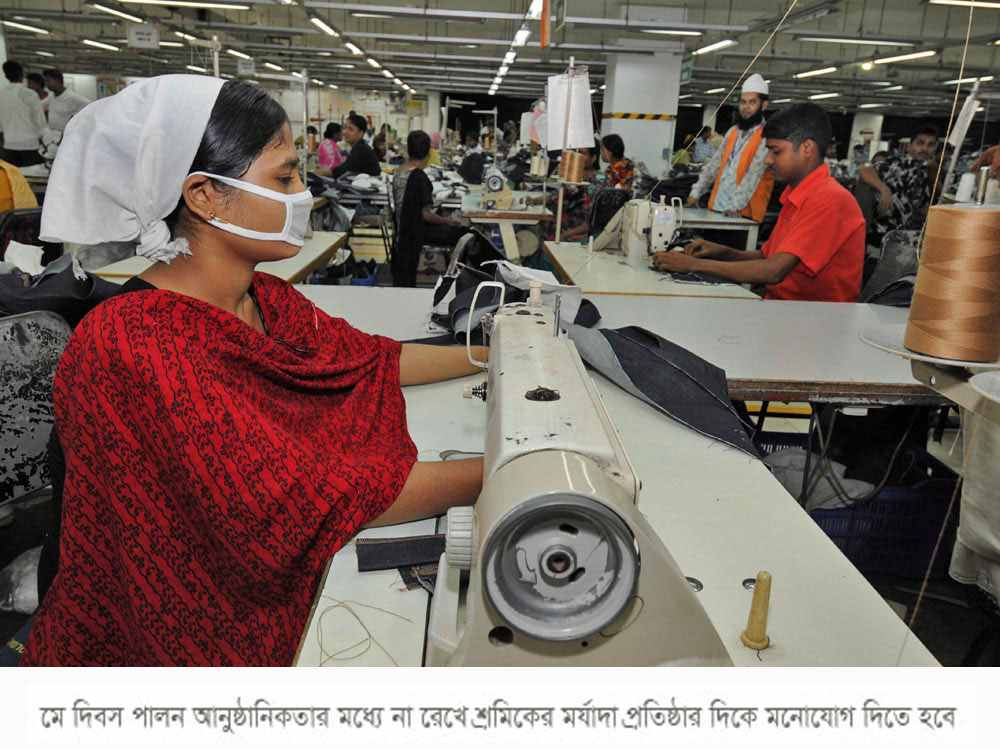 মে দিবস পালন আনুষ্ঠানিকতার মধ্যে না রেখে শ্রমিকের মর্যাদা প্রতিষ্ঠার দিকে মনোযোগ দিতে হবে